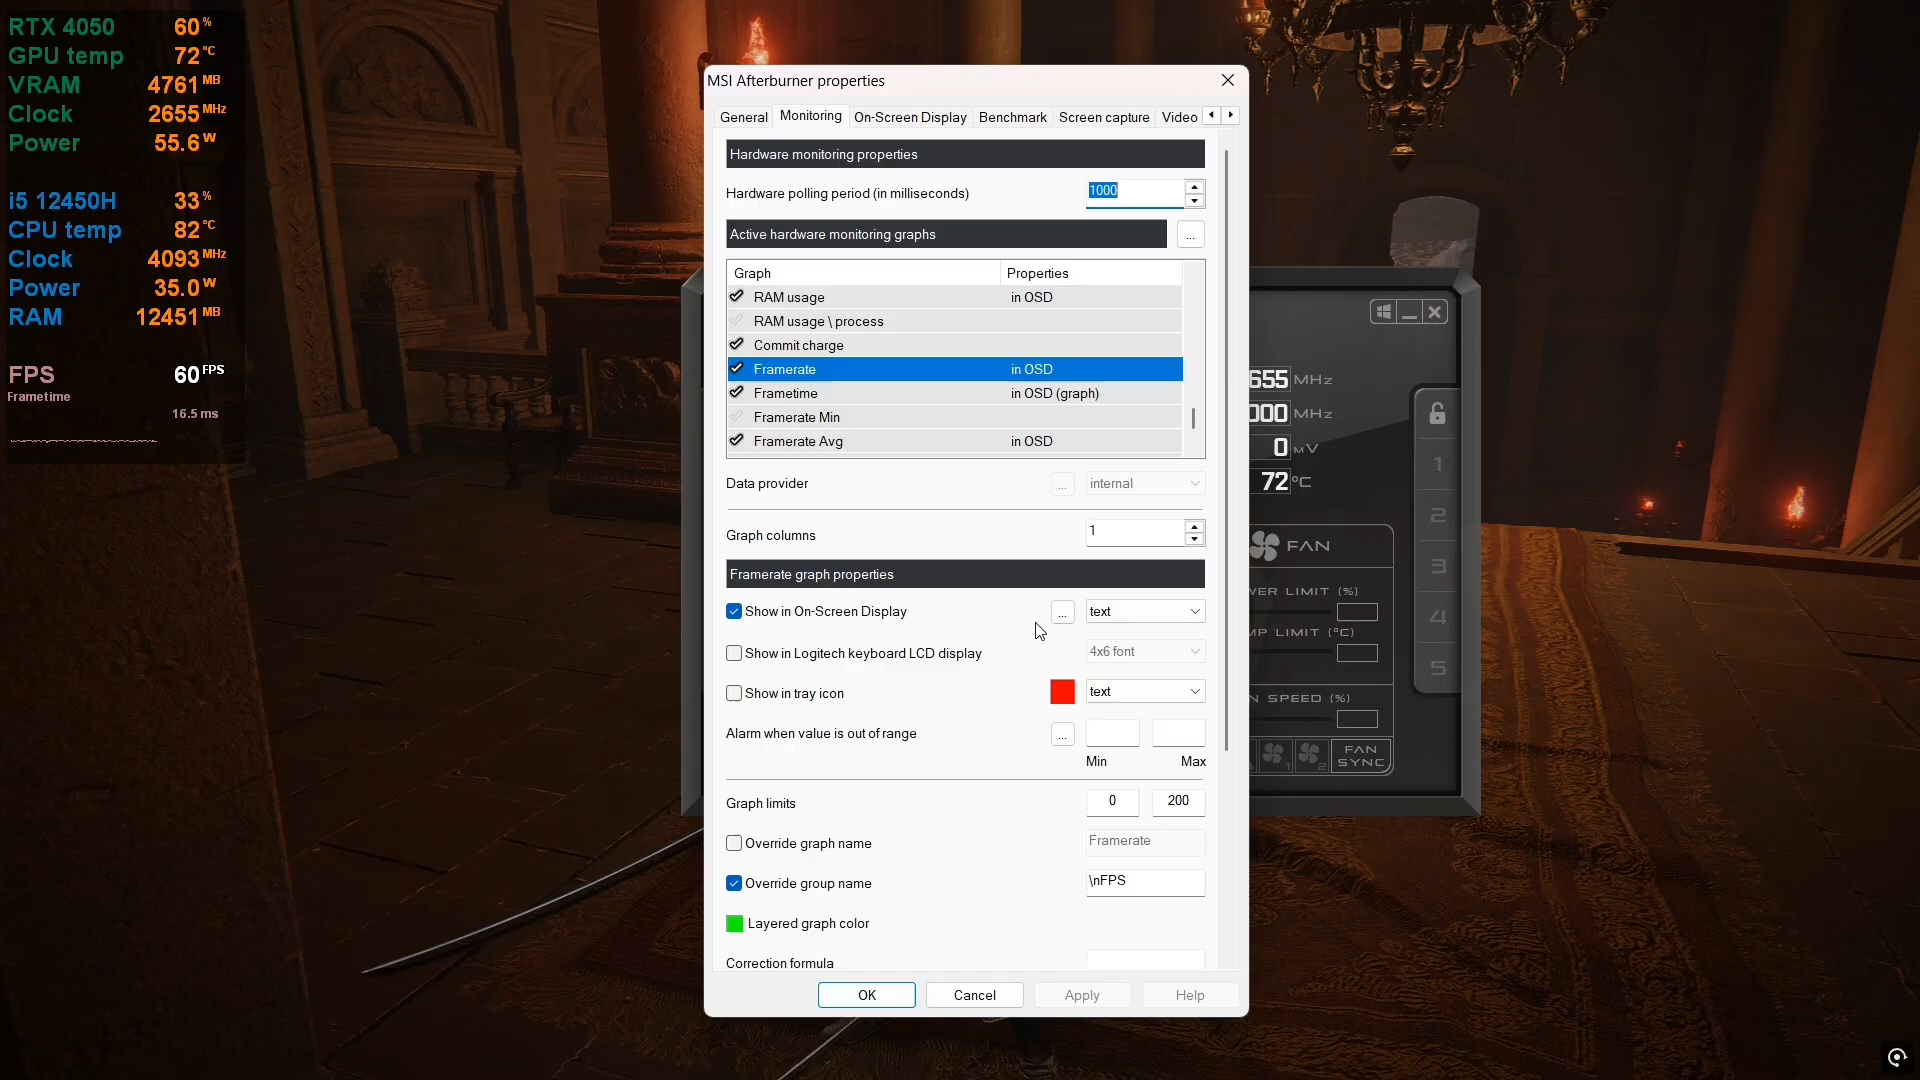 RTX 4050 60 %
GPU temp 72 °C
VRAM 4761 MB
Clock 2655 MHz
Power 55.6 W
i5 12450H 33 %
CPU temp 82 °C
Clock 4093 MHz
Power 35.0 W
RAM 12451 MB
FPS 60 FPS
Frametime
16.5 ms
MSI Afterburner properties
General Monitoring On-Screen Display Benchmark Screen capture Video
Hardware monitoring properties
Hardware polling period (in milliseconds) 1000
Active hardware monitoring graphs ...
Graph Properties
RAM usage in OSD
RAM usage \ process
Commit charge
Framerate in OSD
Frametime in OSD (graph)
Framerate Min
Framerate Avg in OSD
Data provider ... internal
Graph columns 1
Framerate graph properties
Show in On-Screen Display ... text
Show in Logitech keyboard LCD display 4x6 font
Show in tray icon text
Alarm when value is out of range ...
Min Max
Graph limits 0 200
Override graph name Framerate
Override group name \nFPS
Layered graph color
Correction formula
OK Cancel Apply Help
655 MHz
000 MHz
0 mV
72 °C
1
2
3
4
5
FAN
WER LIMIT (%)
MP LIMIT (°C)
N SPEED (%)
1
2
FAN
SYNC